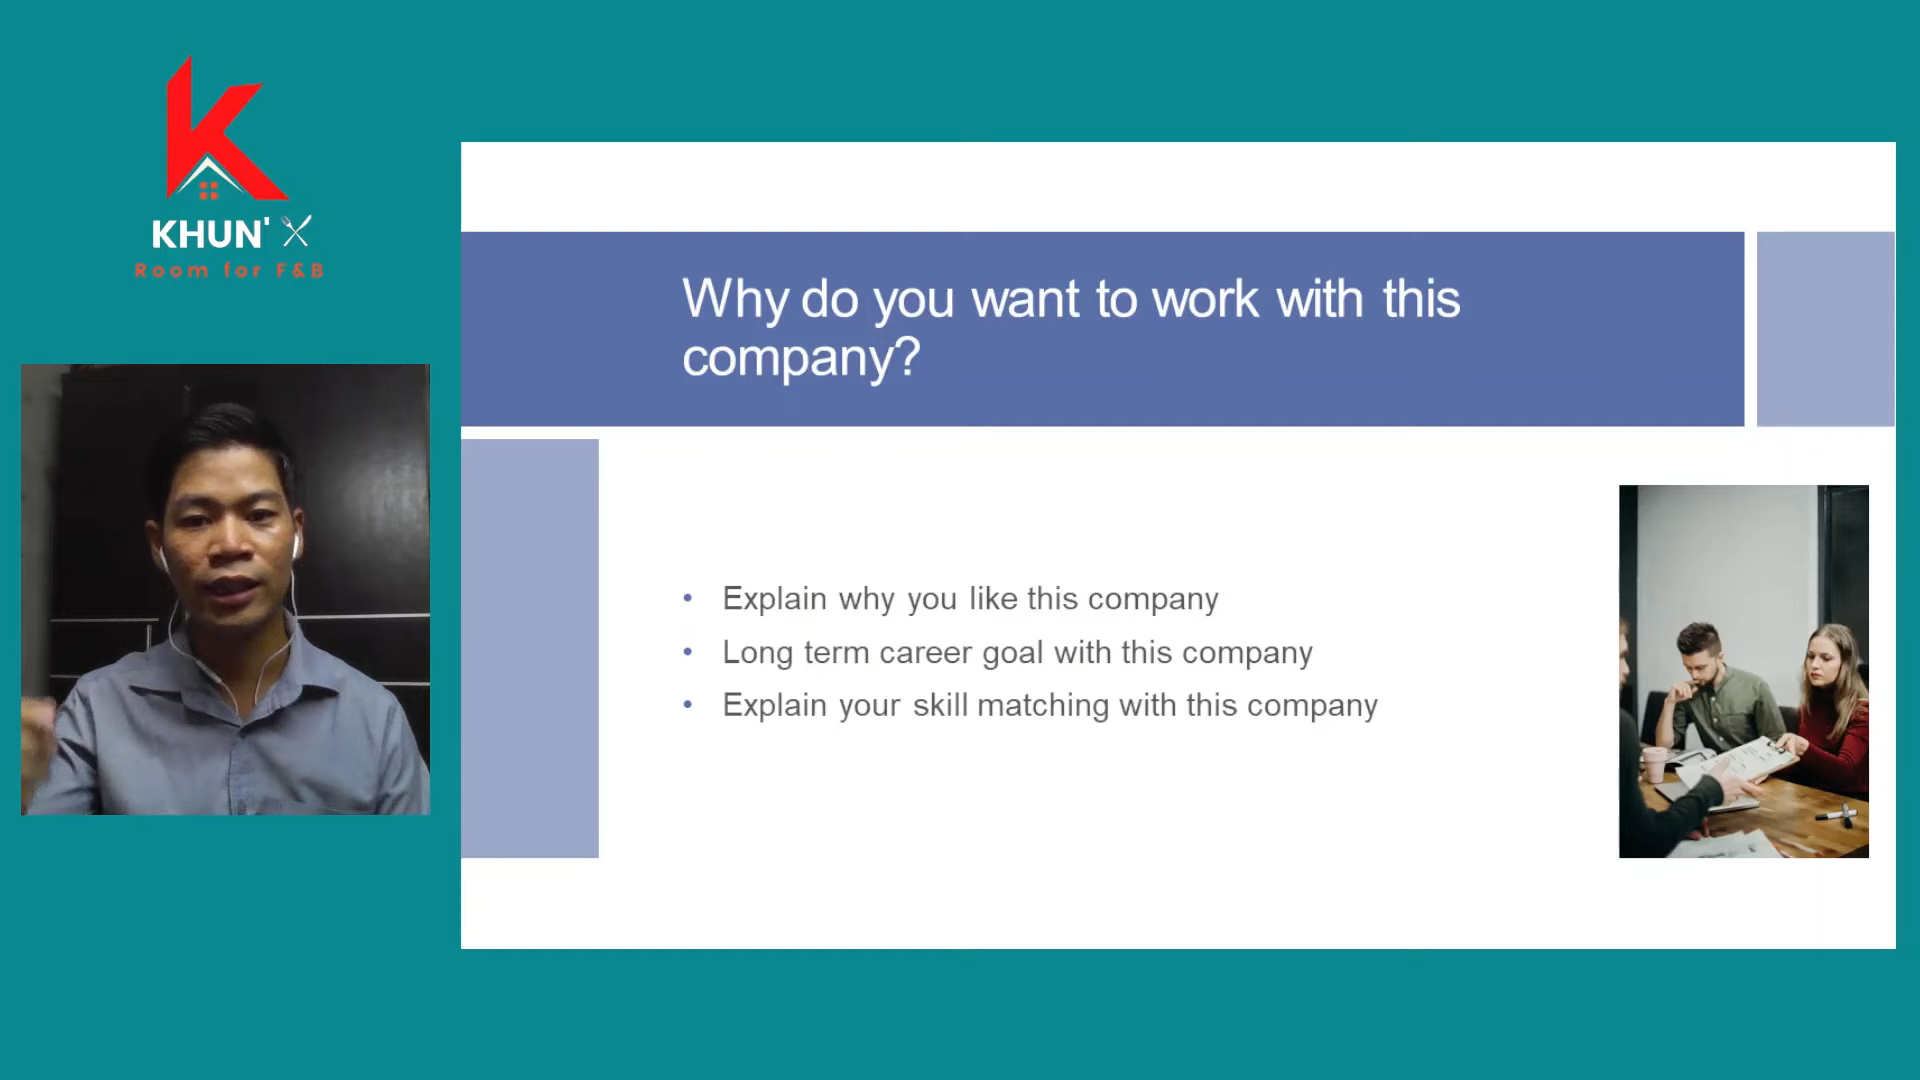 KHUN'
Room for F&B
Why do you want to work with this
company?
• Explain why you like this company
• Long term career goal with this company
• Explain your skill matching with this company